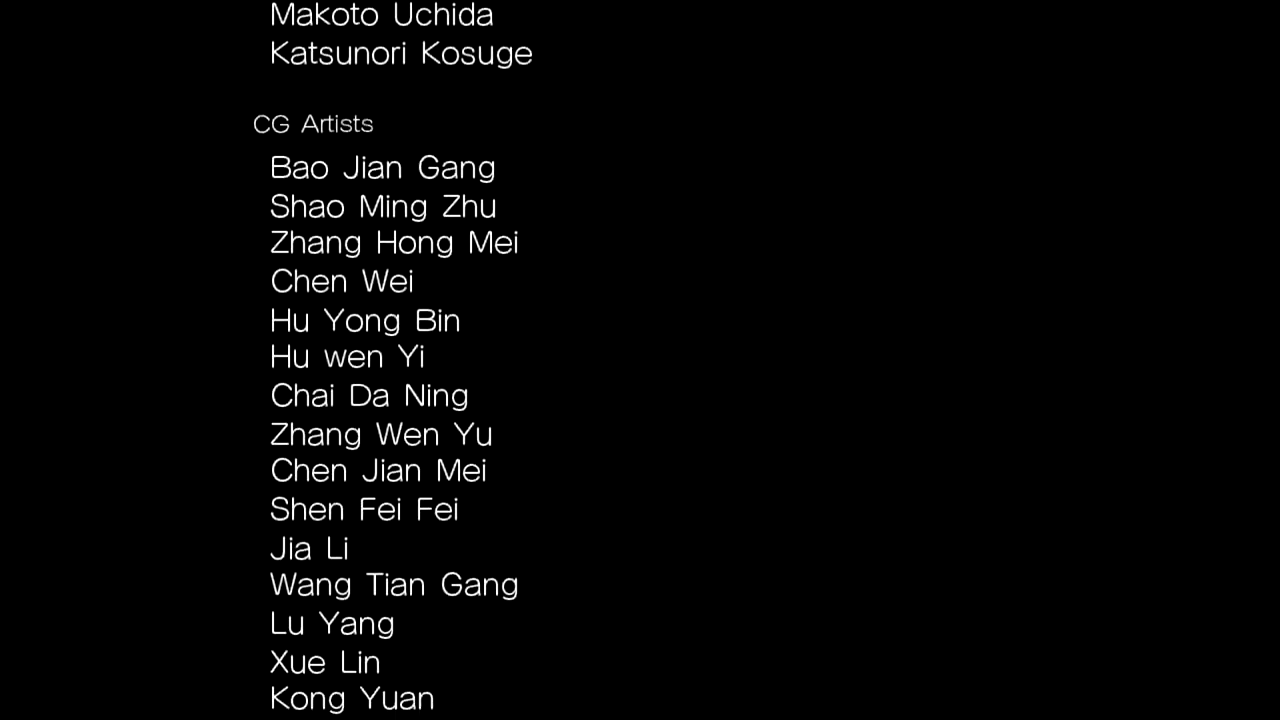 Makoto Uchida
Katsunori Kosuge
CG Artists
Bao Jian Gang
Shao Ming Zhu
Zhang Hong Mei
Chen Wei
Hu Yong Bin
Hu wen Yi
Chai Da Ning
Zhang Wen Yu
Chen Jian Mei
Shen Fei Fei
Jia Li
Wang Tian Gang
Lu Yang
Xue Lin
Kong Yuan